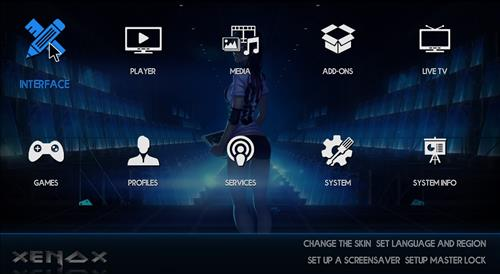 INTERFACE
PLAYER
MEDIA
ADD-ONS
LIVE TV
GAMES
PROFILES
SERVICES
SYSTEM
SYSTEM INFO
CHANGE THE SKIN  SET LANGUAGE AND REGION
SET UP A SCREENSAVER  SETUP MASTER LOCK
XENOX